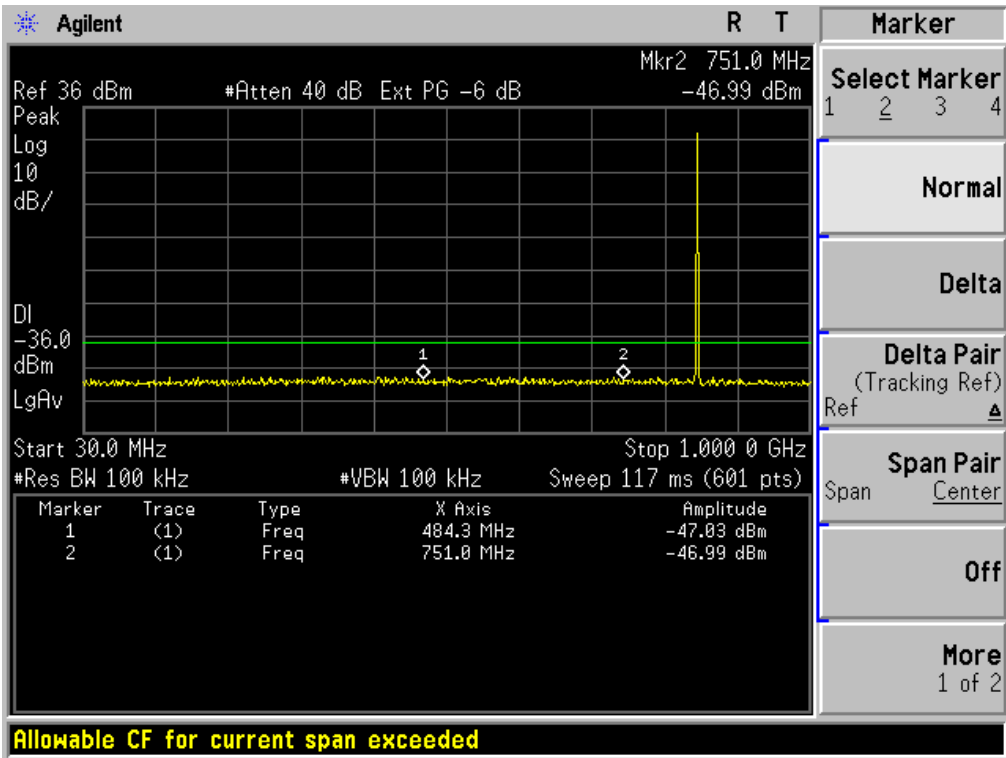 Agilent R T
Mkr2 751.0 MHz
Ref 36 dBm #Atten 40 dB Ext PG -6 dB -46.99 dBm
Peak
Log
10
dB/
DI
-36.0
dBm
LgAv
1 2
Start 30.0 MHz Stop 1.000 0 GHz
#Res BW 100 kHz #VBW 100 kHz Sweep 117 ms (601 pts)
Marker Trace Type X Axis Amplitude
1 (1) Freq 484.3 MHz -47.03 dBm
2 (1) Freq 751.0 MHz -46.99 dBm
Allowable CF for current span exceeded
Marker
Select Marker
1 2 3 4
Normal
Delta
Delta Pair
(Tracking Ref)
Ref Δ
Span Pair
Span Center
Off
More
1 of 2